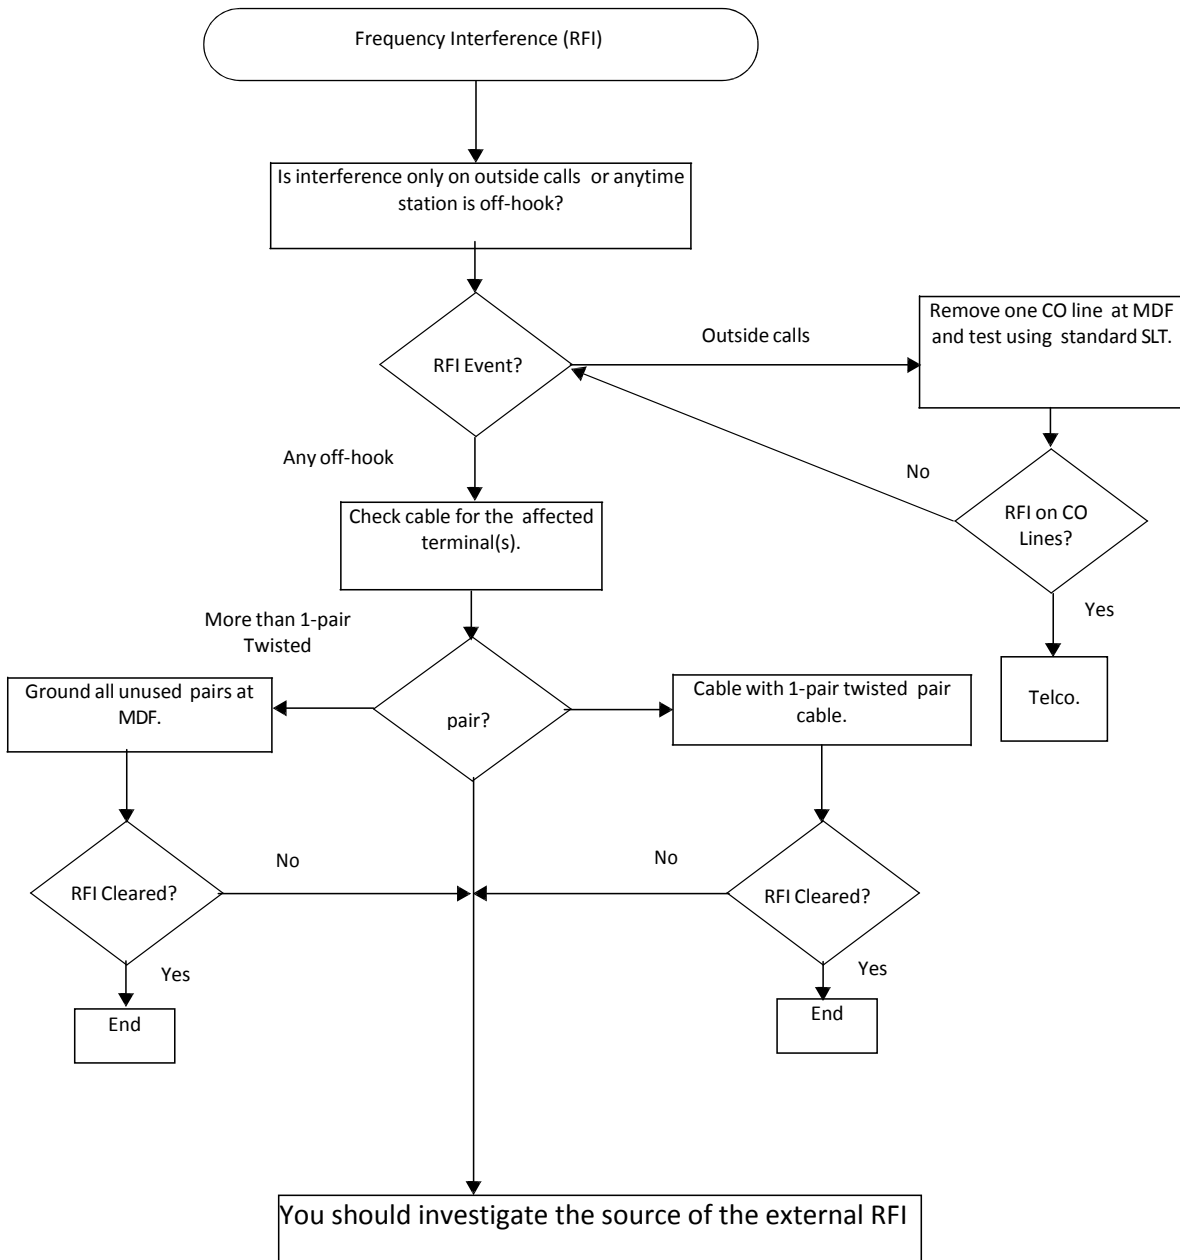 Frequency Interference (RFI)
Is interference only on outside calls or anytime
station is off-hook?
RFI Event?
Outside calls
Remove one CO line at MDF
and test using standard SLT.
No
RFI on CO
Lines?
Yes
Telco.
Any off-hook
Check cable for the affected
terminal(s).
More than 1-pair
Twisted
pair?
Ground all unused pairs at
MDF.
Cable with 1-pair twisted pair
cable.
RFI Cleared?
No
Yes
End
No
RFI Cleared?
Yes
End
You should investigate the source of the external RFI